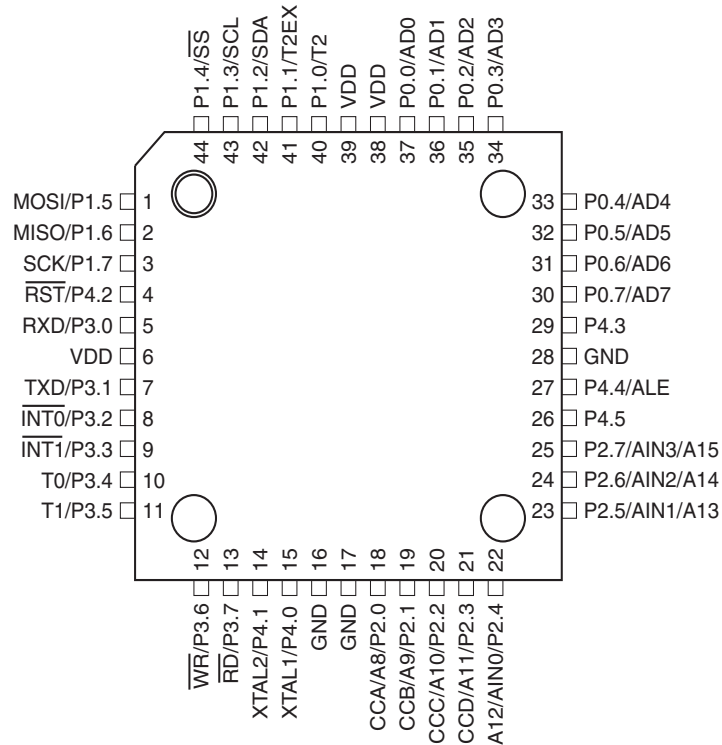 P1.4/SS
P1.3/SCL
P1.2/SDA
P1.1/T2EX
P1.0/T2
VDD
VDD
P0.0/AD0
P0.1/AD1
P0.2/AD2
P0.3/AD3
44
43
42
41
40
39
38
37
36
35
34
MOSI/P1.5 1
MISO/P1.6 2
SCK/P1.7 3
RST/P4.2 4
RXD/P3.0 5
VDD 6
TXD/P3.1 7
INT0/P3.2 8
INT1/P3.3 9
T0/P3.4 10
T1/P3.5 11
33 P0.4/AD4
32 P0.5/AD5
31 P0.6/AD6
30 P0.7/AD7
29 P4.3
28 GND
27 P4.4/ALE
26 P4.5
25 P2.7/AIN3/A15
24 P2.6/AIN2/A14
23 P2.5/AIN1/A13
12
13
14
15
16
17
18
19
20
21
22
WR/P3.6
RD/P3.7
XTAL2/P4.1
XTAL1/P4.0
GND
GND
CCA/A8/P2.0
CCB/A9/P2.1
CCC/A10/P2.2
CCD/A11/P2.3
A12/AIN0/P2.4